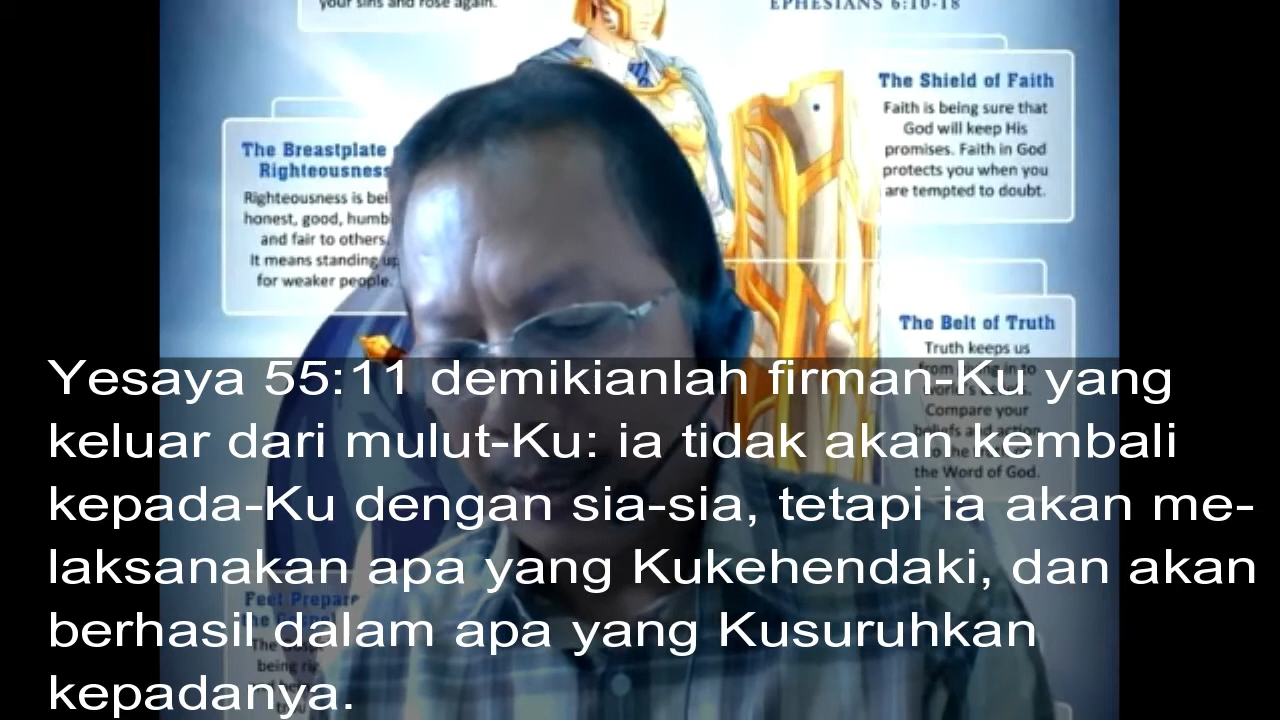 your sins and rose again.
EPHESIANS 6:10-18
The Shield of Faith
Faith is being sure that
God will keep His
promises. Faith in God
protects you when you
are tempted to doubt.
The Breastplate
Righteousness
Righteousness is bei
honest, good, humb
and fair to others.
It means standing up
for weaker people.
The Belt of Truth
Truth keeps us
Compare your
the Word of God.
Yesaya 55:11 demikianlah firman-Ku yang
keluar dari mulut-Ku: ia tidak akan kembali
kepada-Ku dengan sia-sia, tetapi ia akan me-
laksanakan apa yang Kukehendaki, dan akan
berhasil dalam apa yang Kusuruhkan
kepadanya.
Feet Prepare
The
being